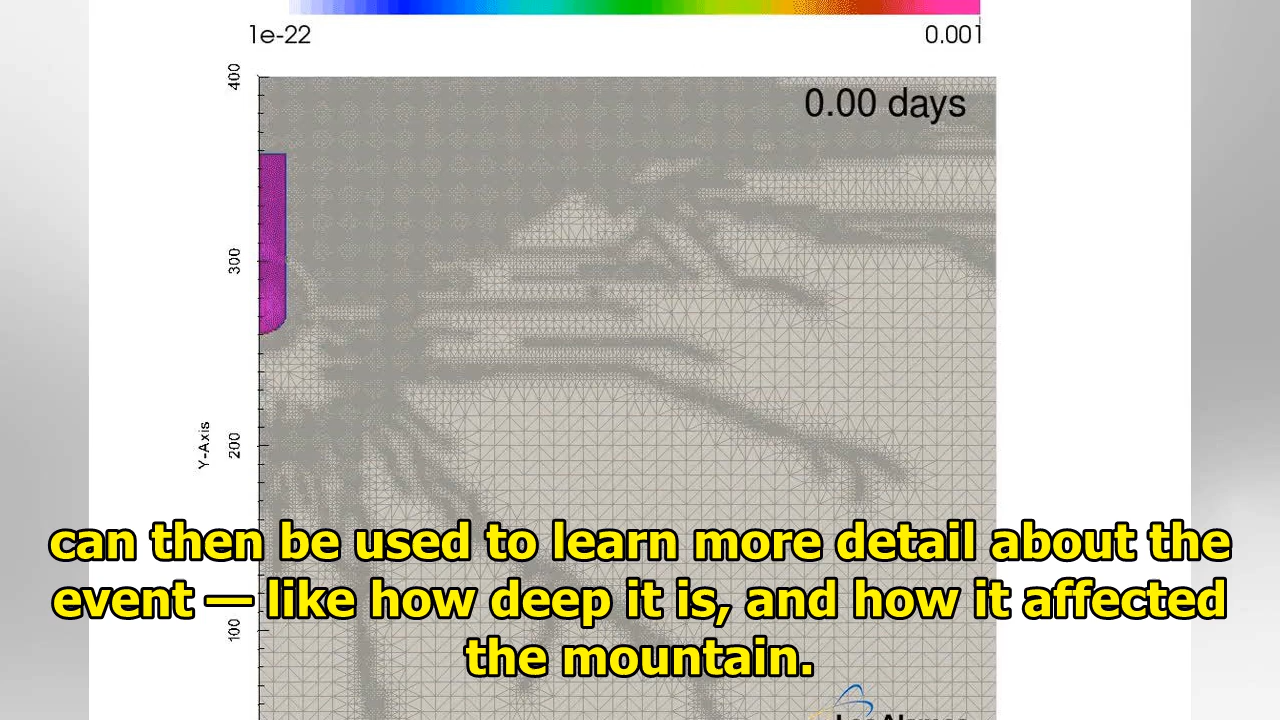 1e-22 0.001
400
0.00 days
300
Y-Axis
200
can then be used to learn more detail about the
event — like how deep it is, and how it affected
100
the mountain.